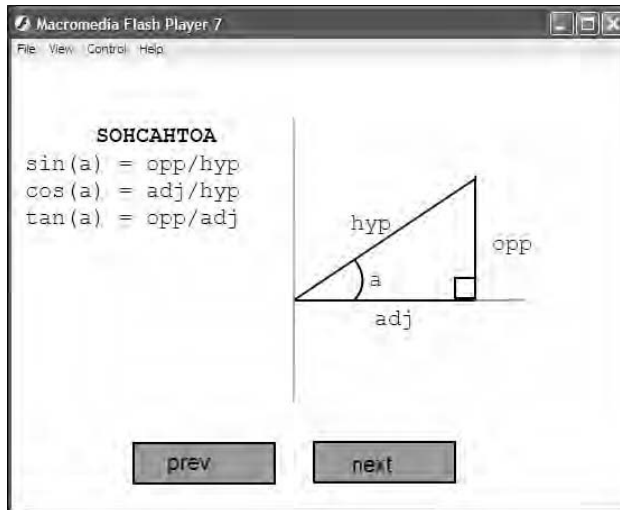 Macromedia Flash Player 7
File View Control Help
SOHCAHTOA
sin(a) = opp/hyp
cos(a) = adj/hyp
tan(a) = opp/adj
hyp
opp
a
adj
prev
next